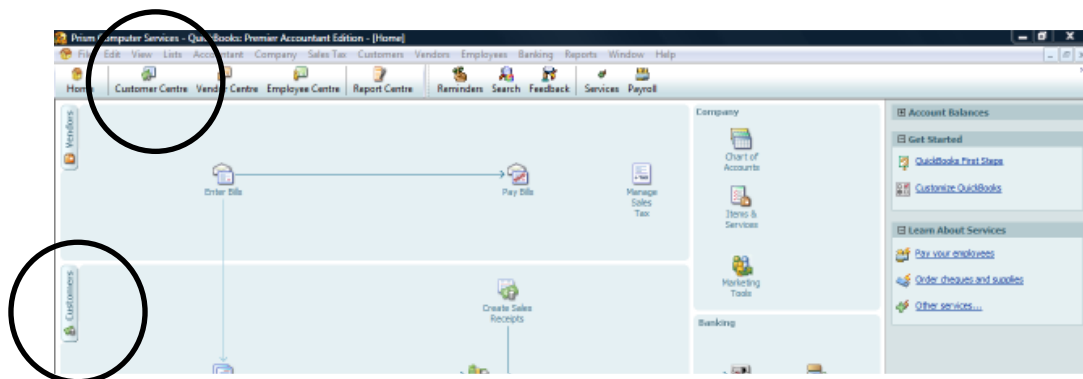 Prism Computer Services - QuickBooks: Premier Accountant Edition - [Home]
File Edit View Lists Accountant Company Sales Tax Customers Vendors Employees Banking Reports Window Help
Home Customer Centre Vendor Centre Employee Centre Report Centre Reminders Search Feedback Services Payroll
Vendors
Enter Bills
Pay Bills
Manage
Sales
Tax
Company
Chart of
Accounts
Items &
Services
Marketing
Tools
Customers
Create Sales
Receipts
Banking
Account Balances
Get Started
QuickBooks First Steps
Customize QuickBooks
Learn About Services
Pay your employees
Order cheques and supplies
Other services...